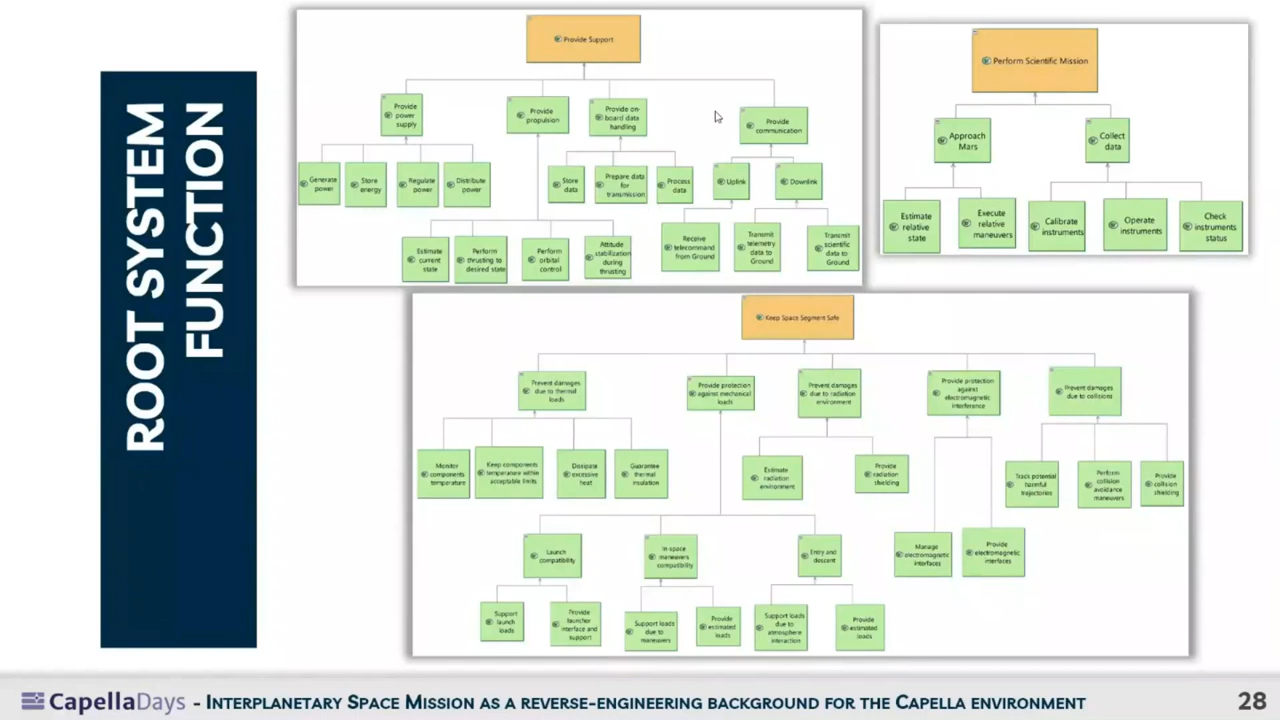 ROOT SYSTEM
FUNCTION
Provide Support
Provide
power
supply
Provide
propulsion
Provide on-
board data
handling
Provide
communication
Generate
power
Store
energy
Regulate
power
Distribute
power
Store
data
Prepare data
for
transmission
Process
data
Uplink
Downlink
Estimate
current
state
Perform
thrusting to
desired state
Perform
orbital
control
Attitude
stabilization
during
thrusting
Receive
telecommand
from Ground
Transmit
telemetry
data to
Ground
Transmit
scientific
data to
Ground
Perform Scientific Mission
Approach
Mars
Collect
data
Estimate
relative
state
Execute
relative
maneuvers
Calibrate
instruments
Operate
instruments
Check
instruments
status
Keep Space Segment Safe
Prevent damages
due to thermal
loads
Provide protection
against mechanical
loads
Prevent damages
due to radiation
environment
Provide protection
against
electromagnetic
interference
Prevent damages
due to collisions
Monitor
components
temperature
Keep components
temperature within
acceptable limits
Dissipate
excessive
heat
Guarantee
thermal
insulation
Estimate
radiation
environment
Provide
radiation
shielding
Track potential
harmful
trajectories
Perform
collision
avoidance
maneuvers
Provide
collision
shielding
Launch
compatibility
In-space
maneuvers
compatibility
Entry and
descent
Manage
electromagnetic
interfaces
Provide
electromagnetic
interfaces
Support
launch
loads
Provide
launcher
interface and
support
Support loads
due to
maneuvers
Provide
estimated
loads
Support loads
due to
atmosphere
interaction
Provide
estimated
loads
CapellaDays - INTERPLANETARY SPACE MISSION AS A REVERSE-ENGINEERING BACKGROUND FOR THE CAPELLA ENVIRONMENT
28